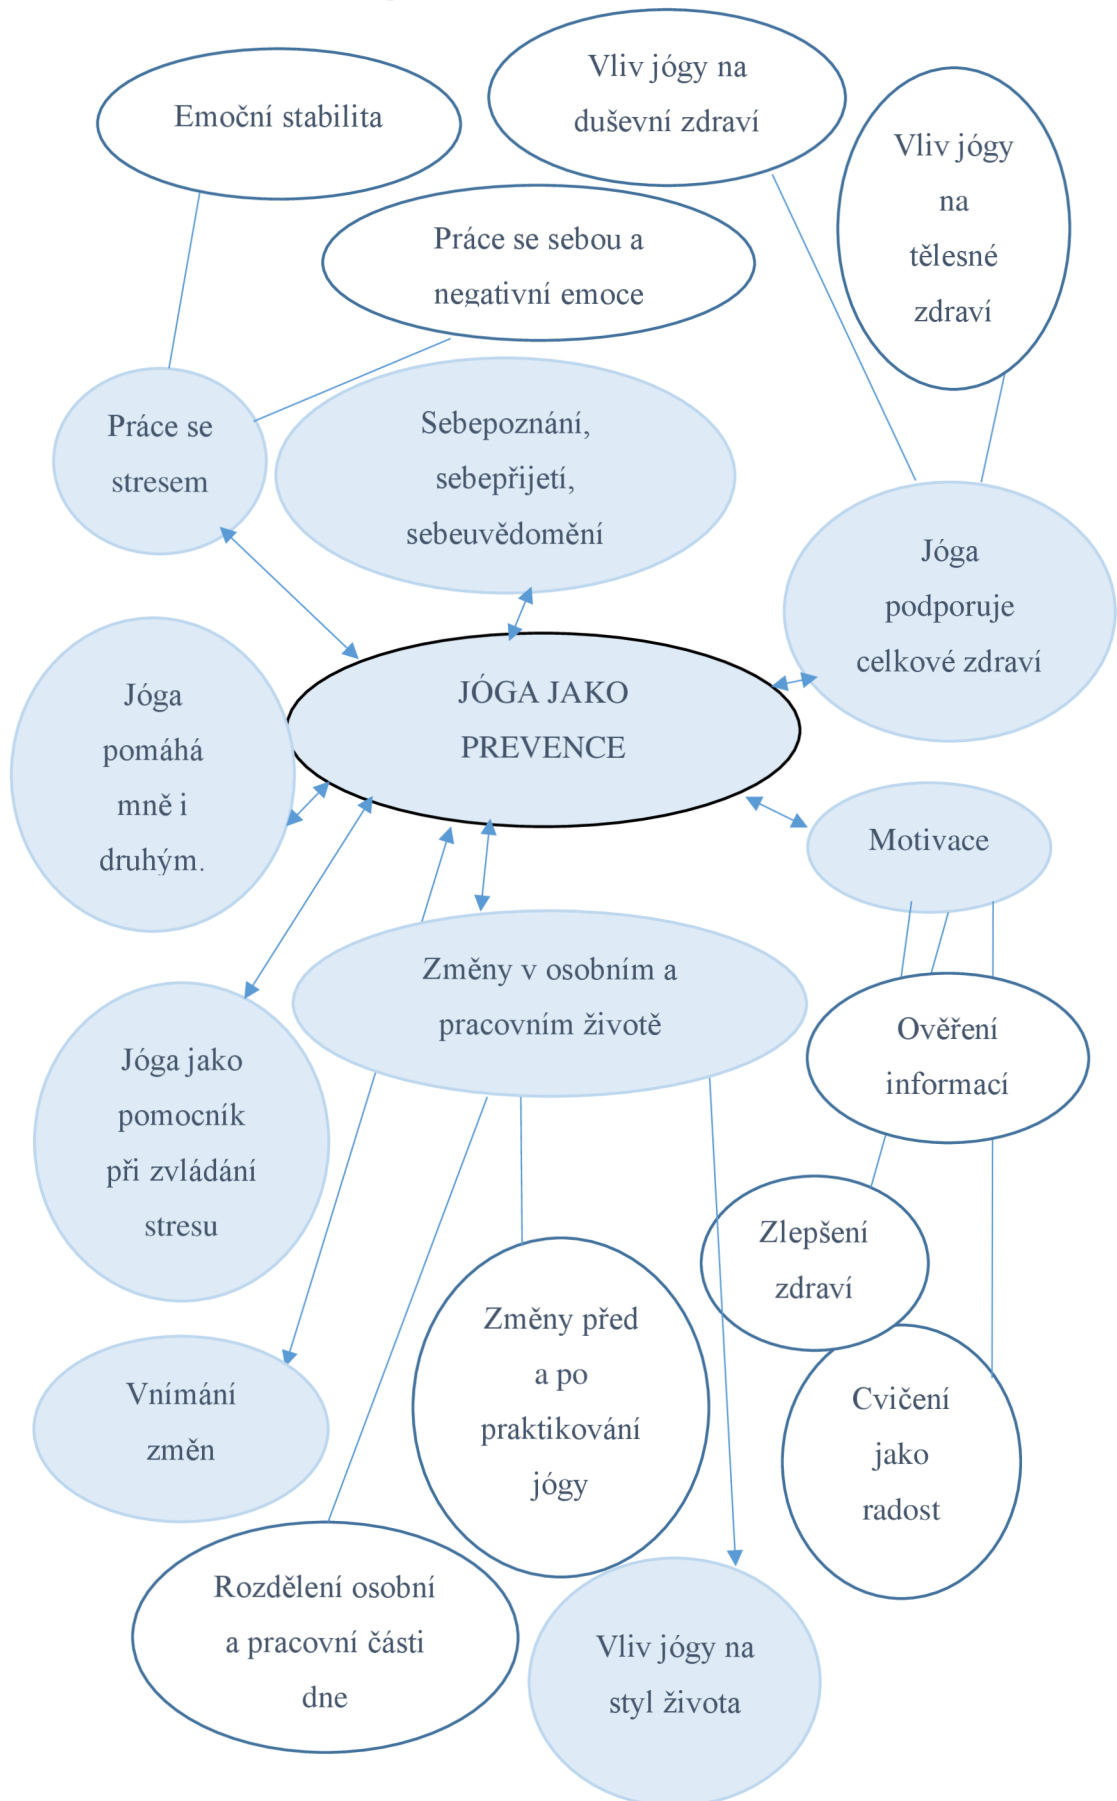 Emoční stabilita
Vliv jógy na
duševní zdraví
Vliv jógy
na
tělesné
zdraví
Práce se sebou a
negativní emoce
Práce se
stresem
Sebepoznání,
sebepřijetí,
sebeuvědomění
Jóga
podporuje
celkové zdraví
Jóga
pomáhá
mně i
druhým.
JÓGA JAKO
PREVENCE
Motivace
Změny v osobním a
pracovním životě
Ověření
informací
Jóga jako
pomocník
při zvládání
stresu
Zlepšení
zdraví
Změny před
a po
praktikování
jógy
Vnímání
změn
Cvičení
jako
radost
Rozdělení osobní
a pracovní části
dne
Vliv jógy na
styl života